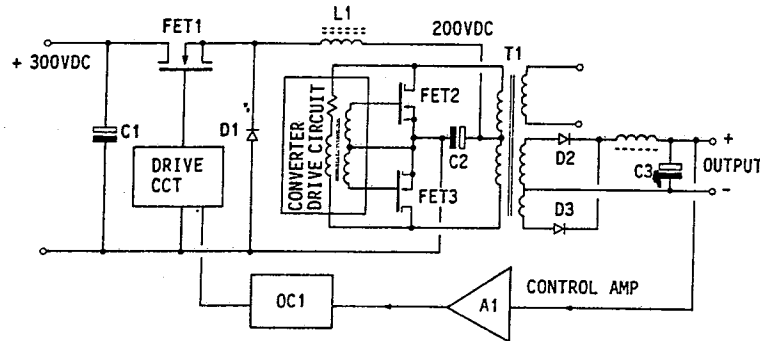 FET1
L1
200VDC
T1
+ 300VDC
FET2
C1
D1
CONVERTER
DRIVE CIRCUIT
C2
D2
+
C3
OUTPUT
DRIVE
CCT
FET3
-
D3
OC1
A1
CONTROL AMP